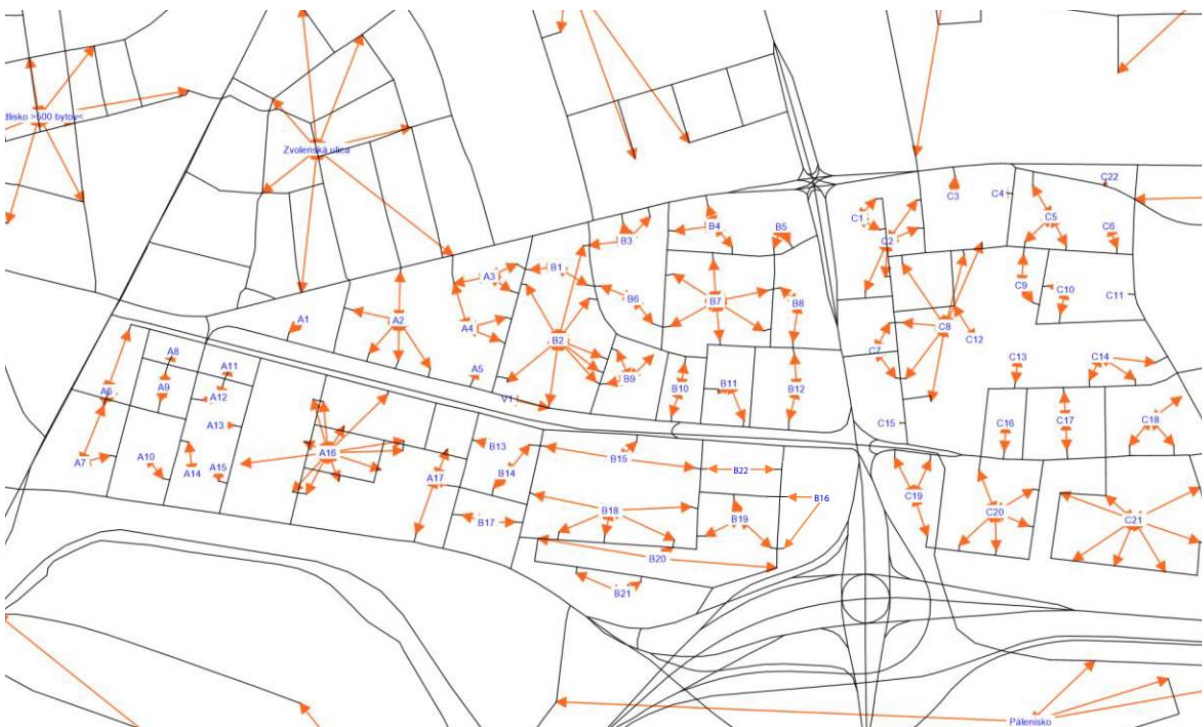 dlisko >500 bytov<
Zvolenská ulica
C22
C3
C4
C1
C5
B4
B5
C6
B3
C2
B1
A3
C9
C10
C11
B6
B7
B8
A1
A2
A4
C8
C12
B2
C7
A8
C13
C14
A11
A5
B9
A6
A9
A12
B10
B11
B12
V1
A13
C15
C16
C17
C18
B13
A16
B15
A7
A10
A14
A15
B14
A17
B22
B16
C19
B18
B19
C20
C21
B17
B20
B21
Pálenisko